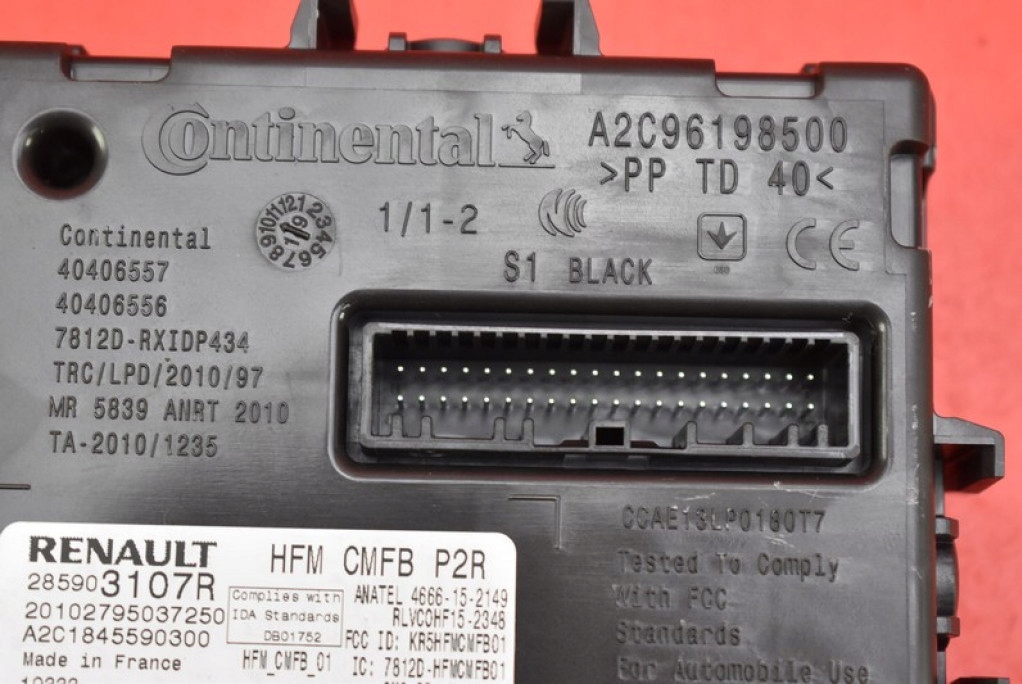 Continental
A2C96198500
>PP TD 40<
1/1-2
CE
S1 BLACK
Continental
40406557
40406556
7812D-RXIDP434
TRC/LPD/2010/97
MR 5839 ANRT 2010
TA-2010/1235
CCAE13LP0180T7
Tested To Comply
With FCC
Standards
For Automobile Use
RENAULT
HFM CMFB P2R
285903107R
20102795037250
A2C1845590300
Made in France
Complies with
IDA Standards
DB01752
HFM_CMFB_01
ANATEL 4666-15-2149
RLVCOHF15-2348
FCC ID: KR5HFMCMFB01
IC: 7812D-HFMCMFB01